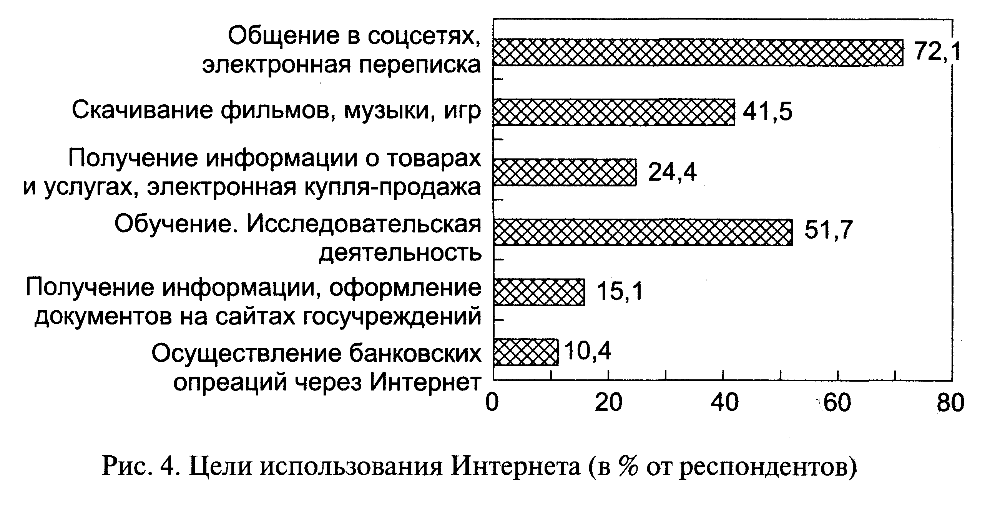 Общение в соцсетях,
электронная переписка
72,1
Скачивание фильмов, музыки, игр
41,5
Получение информации о товарах
и услугах, электронная купля-продажа
24,4
Обучение. Исследовательская
деятельность
51,7
Получение информации, оформление
документов на сайтах госучреждений
15,1
Осуществление банковских
опреаций через Интернет
10,4
0 20 40 60 80
Рис. 4. Цели использования Интернета (в % от респондентов)